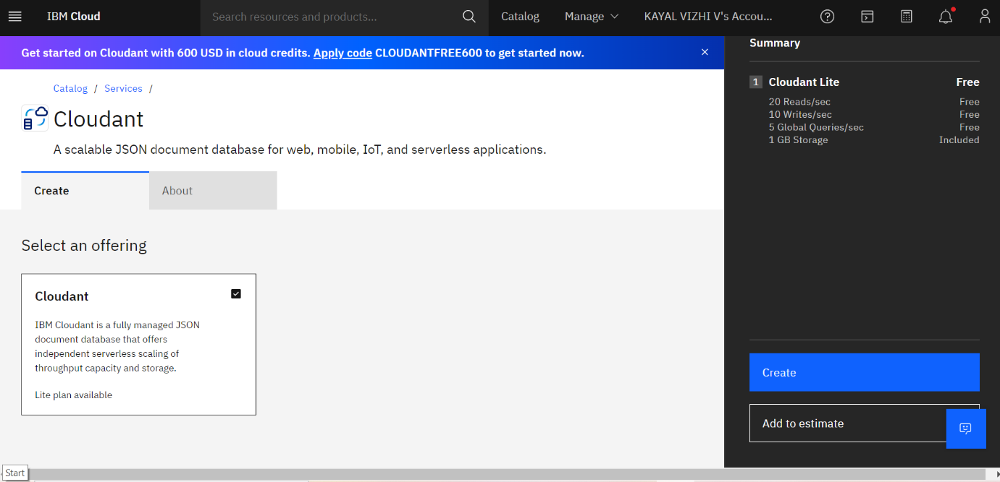 IBM Cloud
Search resources and products...
Catalog
Manage
KAYAL VIZHI V's Accou...
Get started on Cloudant with 600 USD in cloud credits. Apply code CLOUDANTFREE600 to get started now.
Catalog / Services /
Cloudant
A scalable JSON document database for web, mobile, IoT, and serverless applications.
Create
About
Select an offering
Cloudant
IBM Cloudant is a fully managed JSON
document database that offers
independent serverless scaling of
throughput capacity and storage.
Lite plan available
Summary
1 Cloudant Lite Free
20 Reads/sec Free
10 Writes/sec Free
5 Global Queries/sec Free
1 GB Storage Included
Create
Add to estimate
Start